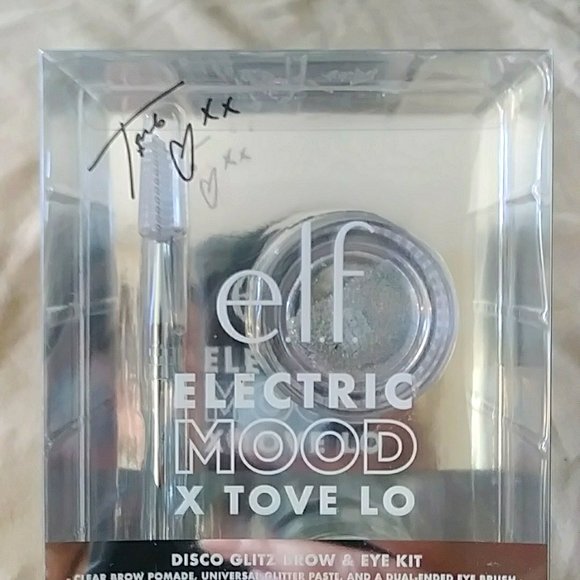 Tove xx
e.l.f.
ELECTRIC
MOOD
X TOVE LO
DISCO GLITZ BROW & EYE KIT
CLEAR BROW POMADE, UNIVERSAL GLITTER PASTE, AND A DUAL-ENDED EYE BRUSH